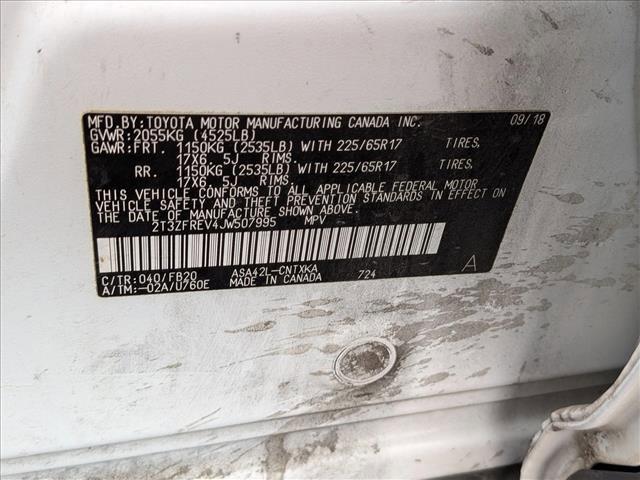 MFD.BY:TOYOTA MOTOR MANUFACTURING CANADA INC. 09/18
GVWR:2055KG (4525LB)
GAWR:FRT. 1150KG (2535LB) WITH 225/65R17 TIRES,
17X6.5J RIMS.
RR. 1150KG (2535LB) WITH 225/65R17 TIRES,
17X6.5J RIMS.
THIS VEHICLE CONFORMS TO ALL APPLICABLE FEDERAL MOTOR
VEHICLE SAFETY AND THEFT PREVENTION STANDARDS IN EFFECT
ON THE DATE OF MANUFACTURE SHOWN ABOVE.
2T3ZFREV4JW507995 MPV
C/TR:040/FB20 ASA42L-CNTXKA A
A/TM:-02A/U760E MADE IN CANADA 724